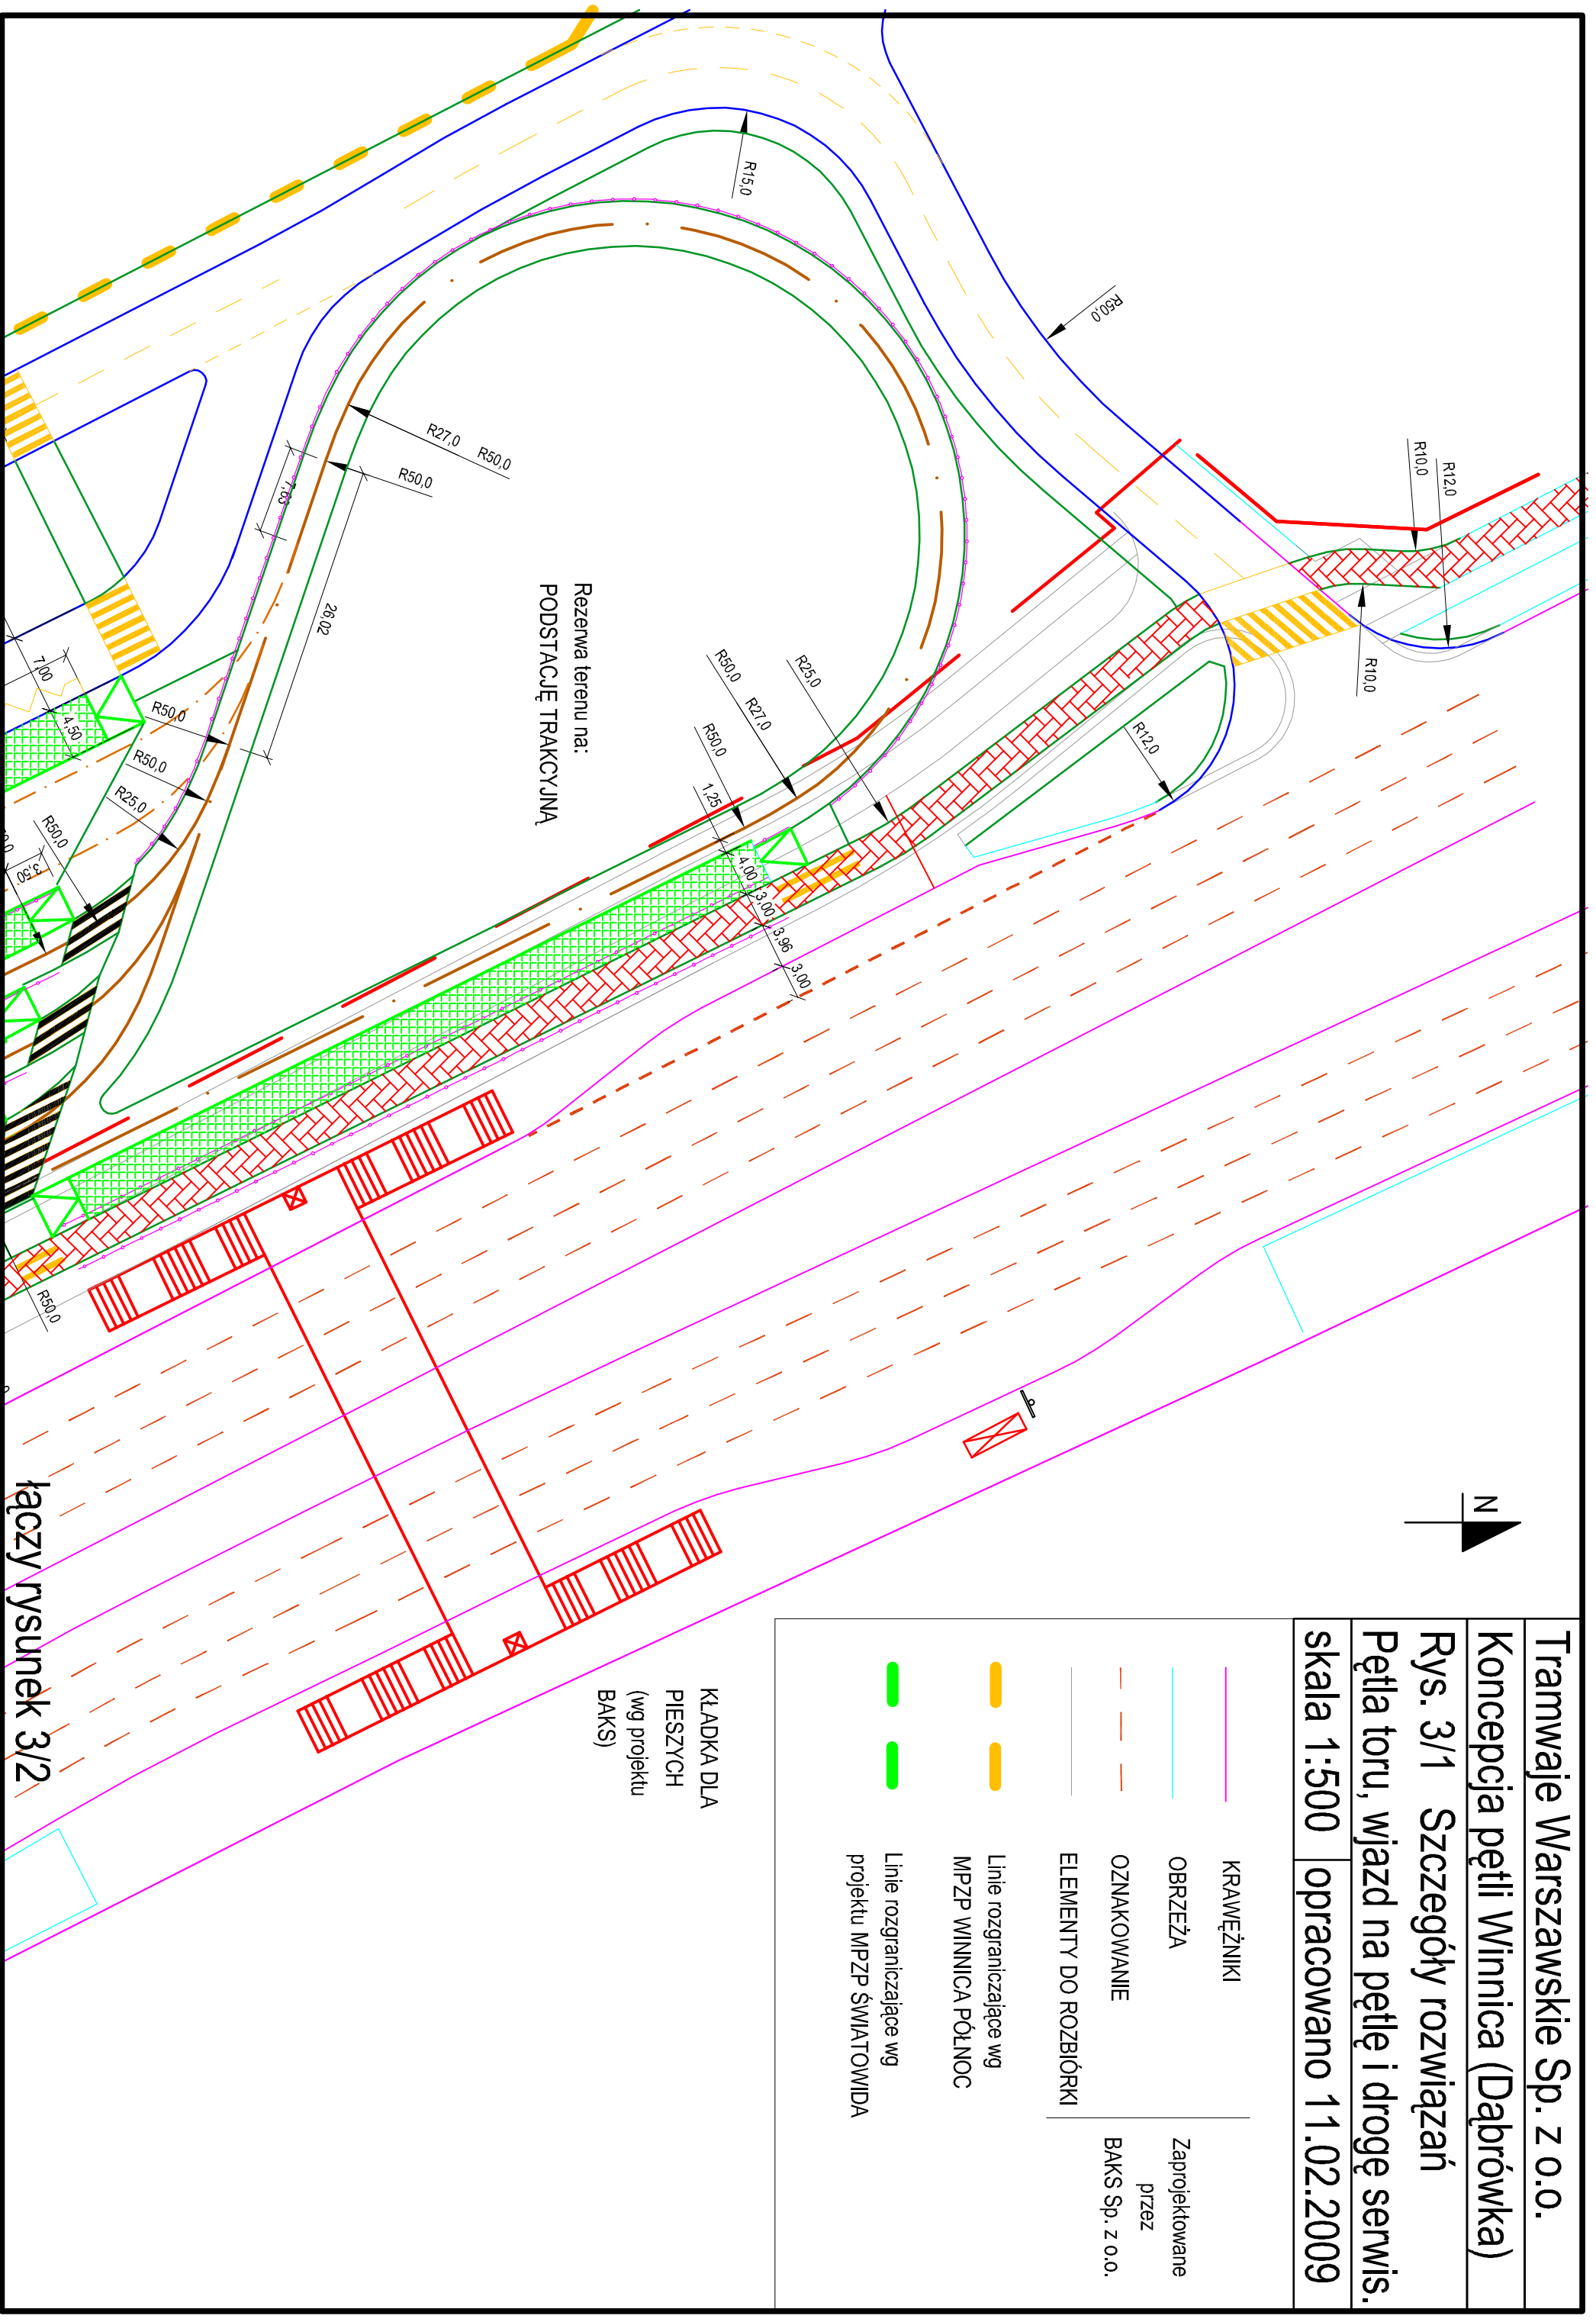 Tramwaje Warszawskie Sp. z o.o.
Koncepcja pętli Winnica (Dąbrówka)
Rys. 3/1 Szczegóły rozwiązań
Pętla toru, wjazd na pętlę i drogę serwis.
skala 1:500 opracowano 11.02.2009
N
KRAWĘŻNIKI
OBRZEŻA
OZNAKOWANIE
ELEMENTY DO ROZBIÓRKI
Zaprojektowane
przez
BAKS Sp. z o.o.
Linie rozgraniczające wg
MPZP WINNICA PÓŁNOC
Linie rozgraniczające wg
projektu MPZP ŚWIATOWIDA
KŁADKA DLA
PIESZYCH
(wg projektu
BAKS)
Rezerwa terenu na:
PODSTACJĘ TRAKCYJNĄ
R10,0
R12,0
R10,0
R50,0
R15,0
R12,0
R25,0
R50,0
R27,0
R50,0
1,25
4,00
3,00
3,96
3,00
R27,0
R50,0
R50,0
7,63
26,02
R50,0
R50,0
R25,0
R50,0
7,00
4,50
3,50
R50,0
łączy rysunek 3/2